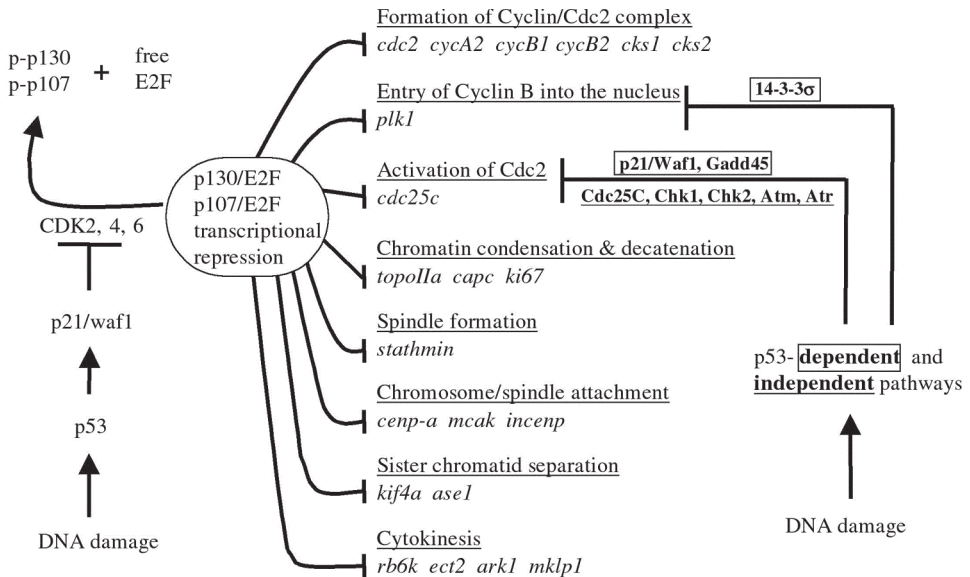 p-p130
p-p107
+
free
E2F
CDK2, 4, 6
p21/waf1
p53
DNA damage
p130/E2F
p107/E2F
transcriptional
repression
Formation of Cyclin/Cdc2 complex
cdc2 cycA2 cycB1 cycB2 cks1 cks2
Entry of Cyclin B into the nucleus
plk1
Activation of Cdc2
cdc25c
Chromatin condensation & decatenation
topoIIa capc ki67
Spindle formation
stathmin
Chromosome/spindle attachment
cenp-a mcak incenp
Sister chromatid separation
kif4a ase1
Cytokinesis
rb6k ect2 ark1 mklp1
14-3-3σ
p21/Waf1, Gadd45
Cdc25C, Chk1, Chk2, Atm, Atr
p53- dependent and
independent pathways
DNA damage